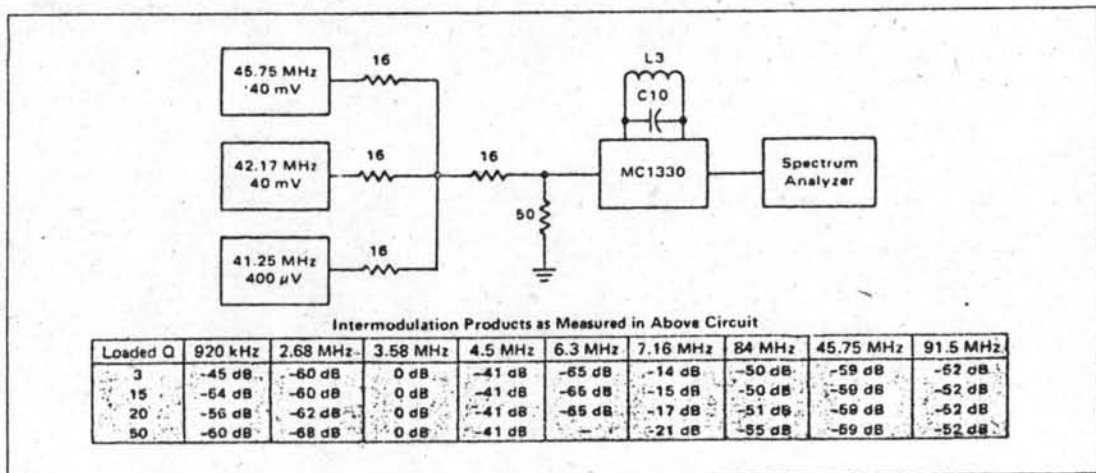 45.75 MHz
40 mV
16
L3
C10
42.17 MHz
40 mV
16
16
MC1330
Spectrum
Analyzer
50
41.25 MHz
400 µV
16
Intermodulation Products as Measured in Above Circuit
Loaded Q 920 kHz 2.68 MHz 3.58 MHz 4.5 MHz 6.3 MHz 7.16 MHz 84 MHz 45.75 MHz 91.5 MHz
3 -45 dB -60 dB 0 dB -41 dB -65 dB -14 dB -50 dB -59 dB -52 dB
15 -54 dB -60 dB 0 dB -41 dB -65 dB -15 dB -50 dB -59 dB -52 dB
20 -56 dB -62 dB 0 dB -41 dB -65 dB -17 dB -51 dB -59 dB -52 dB
50 -60 dB -68 dB 0 dB -41 dB - -21 dB -55 dB -59 dB -52 dB